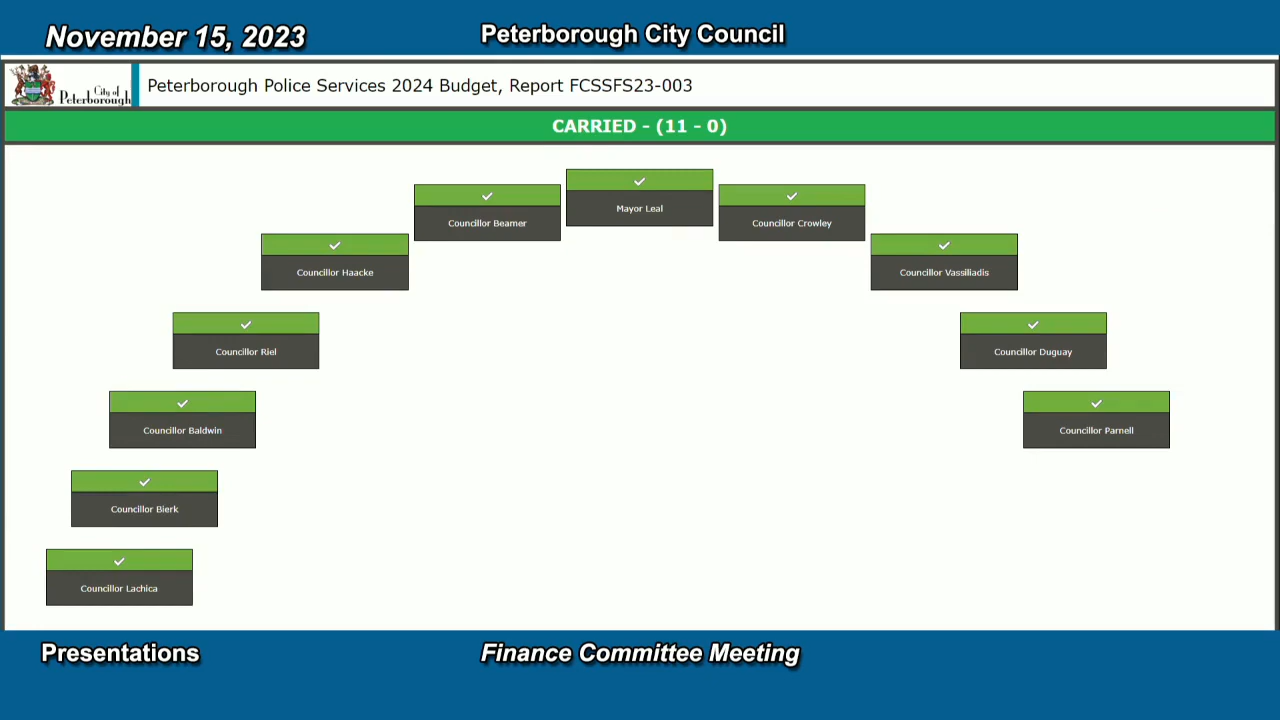 November 15, 2023
Peterborough City Council
City of
Peterborough
Peterborough Police Services 2024 Budget, Report FCSSFS23-003
CARRIED - (11 - 0)
Mayor Leal
Councillor Beamer
Councillor Crowley
Councillor Haacke
Councillor Vassiliadis
Councillor Riel
Councillor Duguay
Councillor Baldwin
Councillor Parnell
Councillor Bierk
Councillor Lachica
Presentations
Finance Committee Meeting